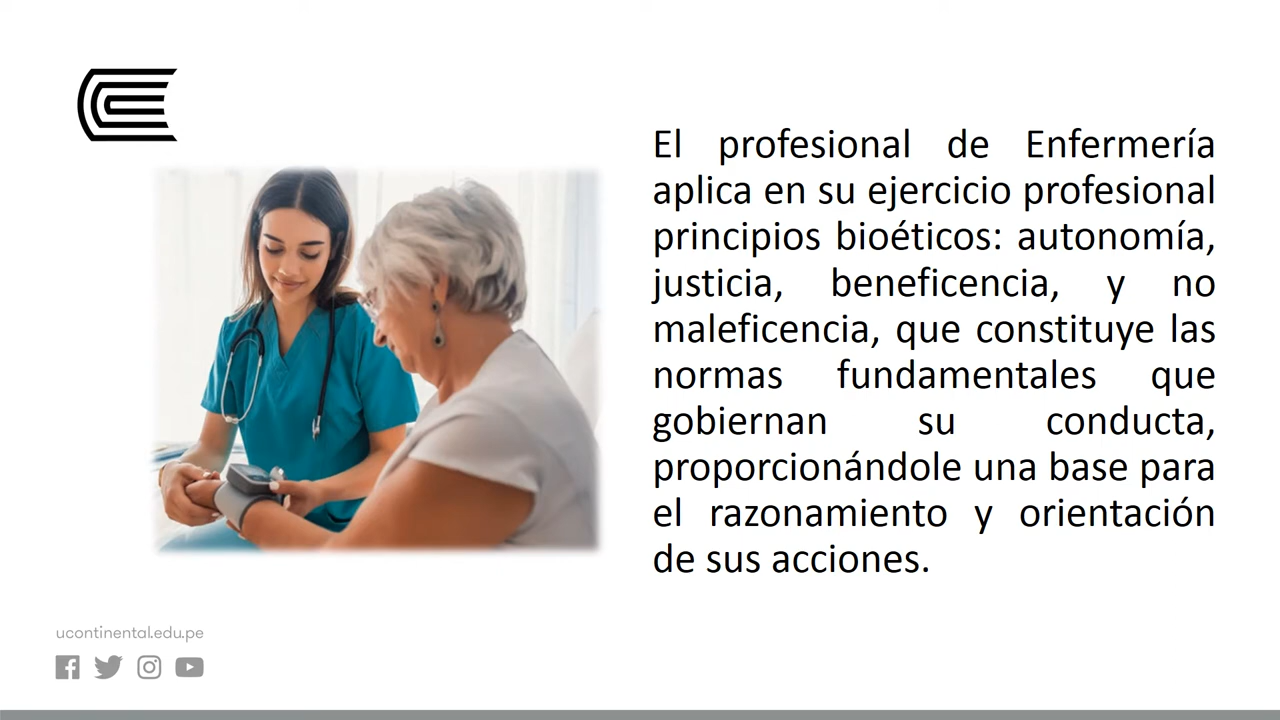 El profesional de Enfermería
aplica en su ejercicio profesional
principios bioéticos: autonomía,
justicia, beneficencia, y no
maleficencia, que constituye las
normas fundamentales que
gobiernan su conducta,
proporcionándole una base para
el razonamiento y orientación
de sus acciones.
ucontinental.edu.pe